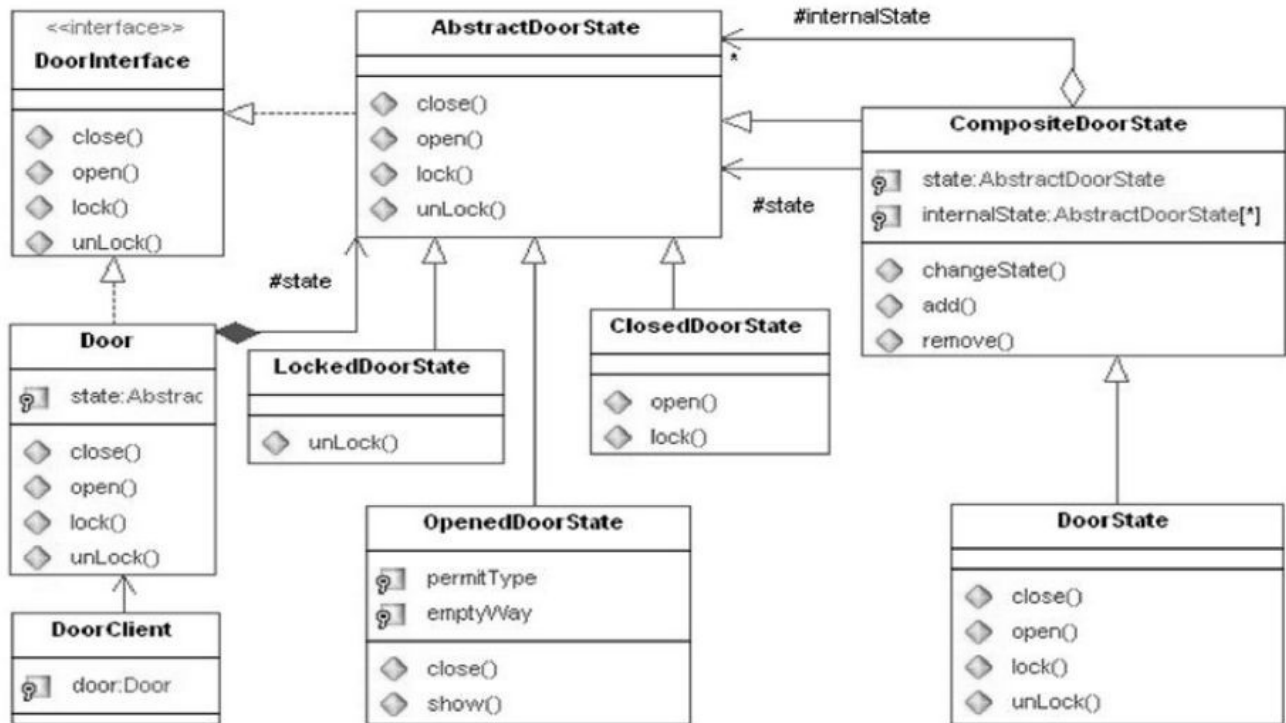 <<interface>>
DoorInterface
close()
open()
lock()
unLock()
AbstractDoorState
close()
open()
lock()
unLock()
#internalState
*
#state
CompositeDoorState
state:AbstractDoorState
internalState:AbstractDoorState[*]
changeState()
add()
remove()
#state
Door
state:Abstrac
close()
open()
lock()
unLock()
LockedDoorState
unLock()
ClosedDoorState
open()
lock()
OpenedDoorState
permitType
emptyWay
close()
show()
DoorState
close()
open()
lock()
unLock()
DoorClient
door:Door